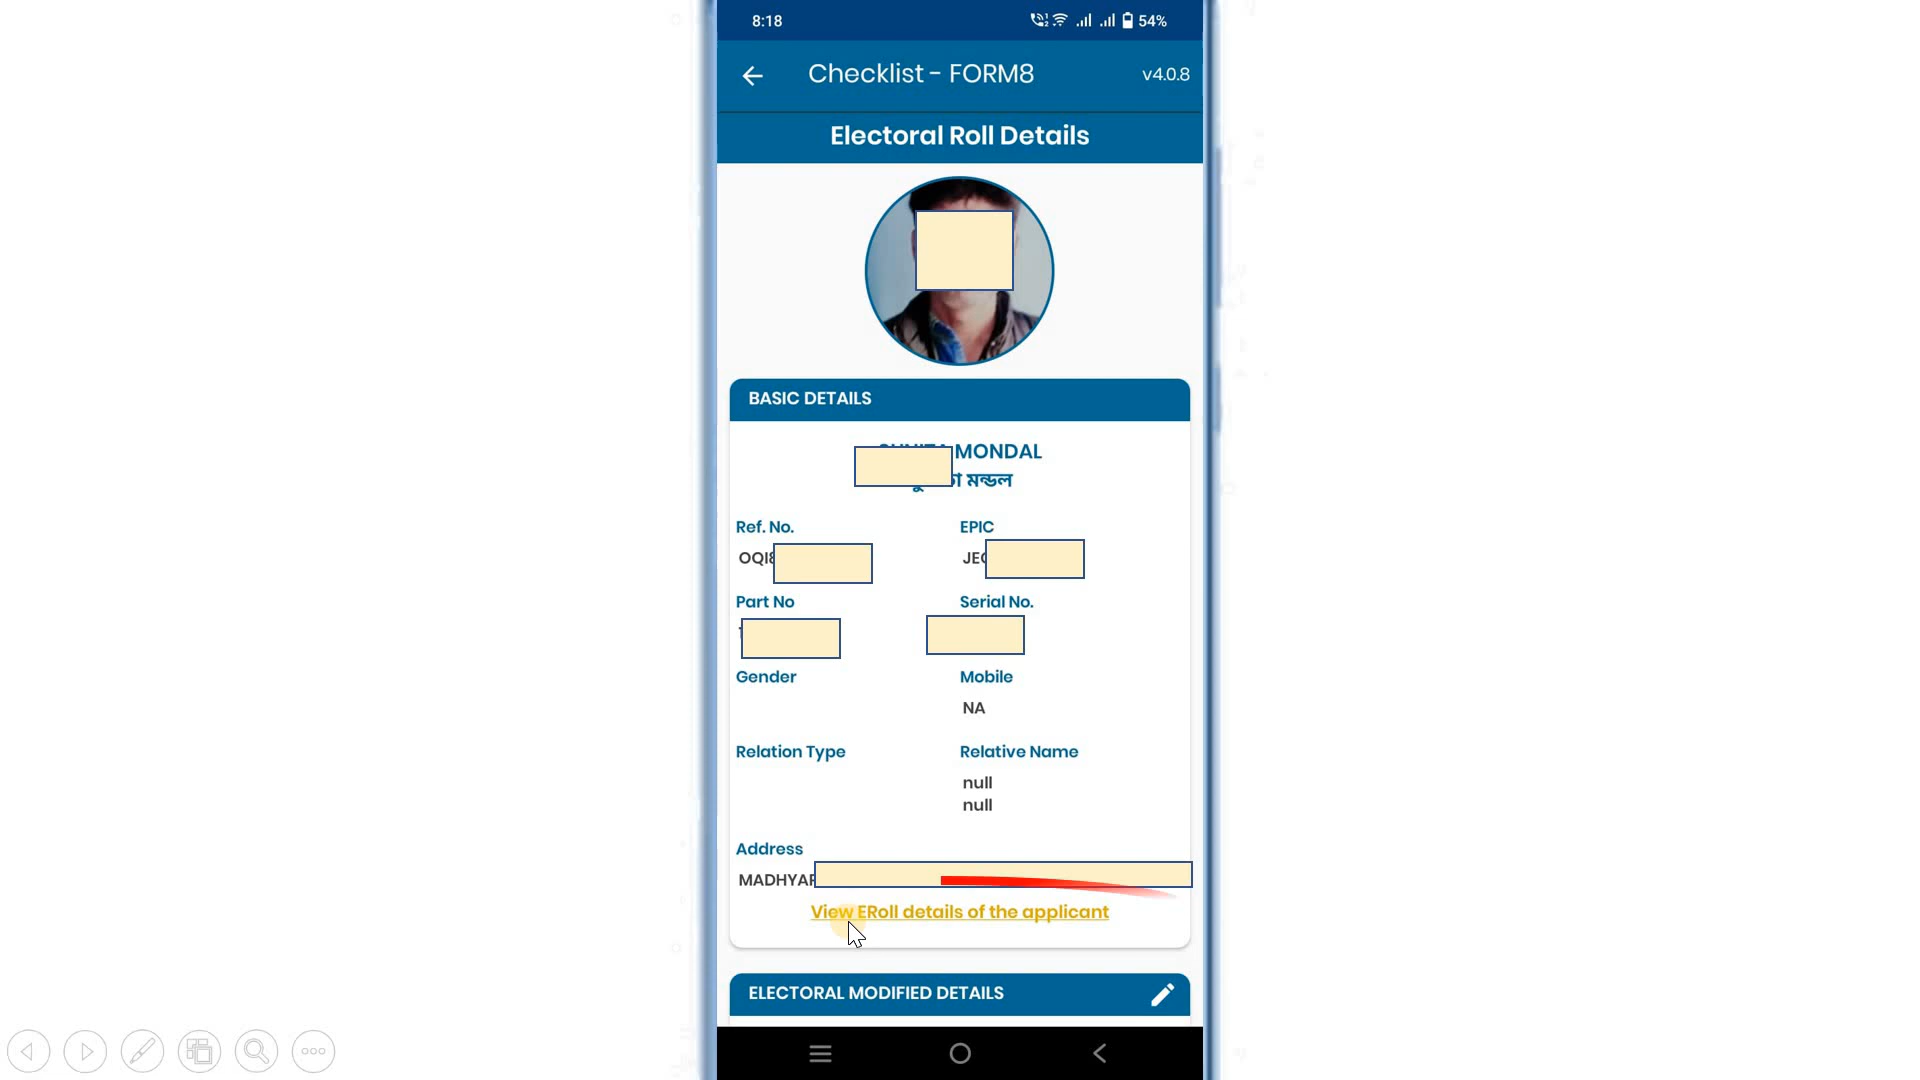 8:18
54%
Checklist - FORM8
v4.0.8
Electoral Roll Details
BASIC DETAILS
MONDAL
মন্ডল
Ref. No.
EPIC
Part No
Serial No.
Gender
Mobile
NA
Relation Type
Relative Name
null
null
Address
View ERoll details of the applicant
ELECTORAL MODIFIED DETAILS